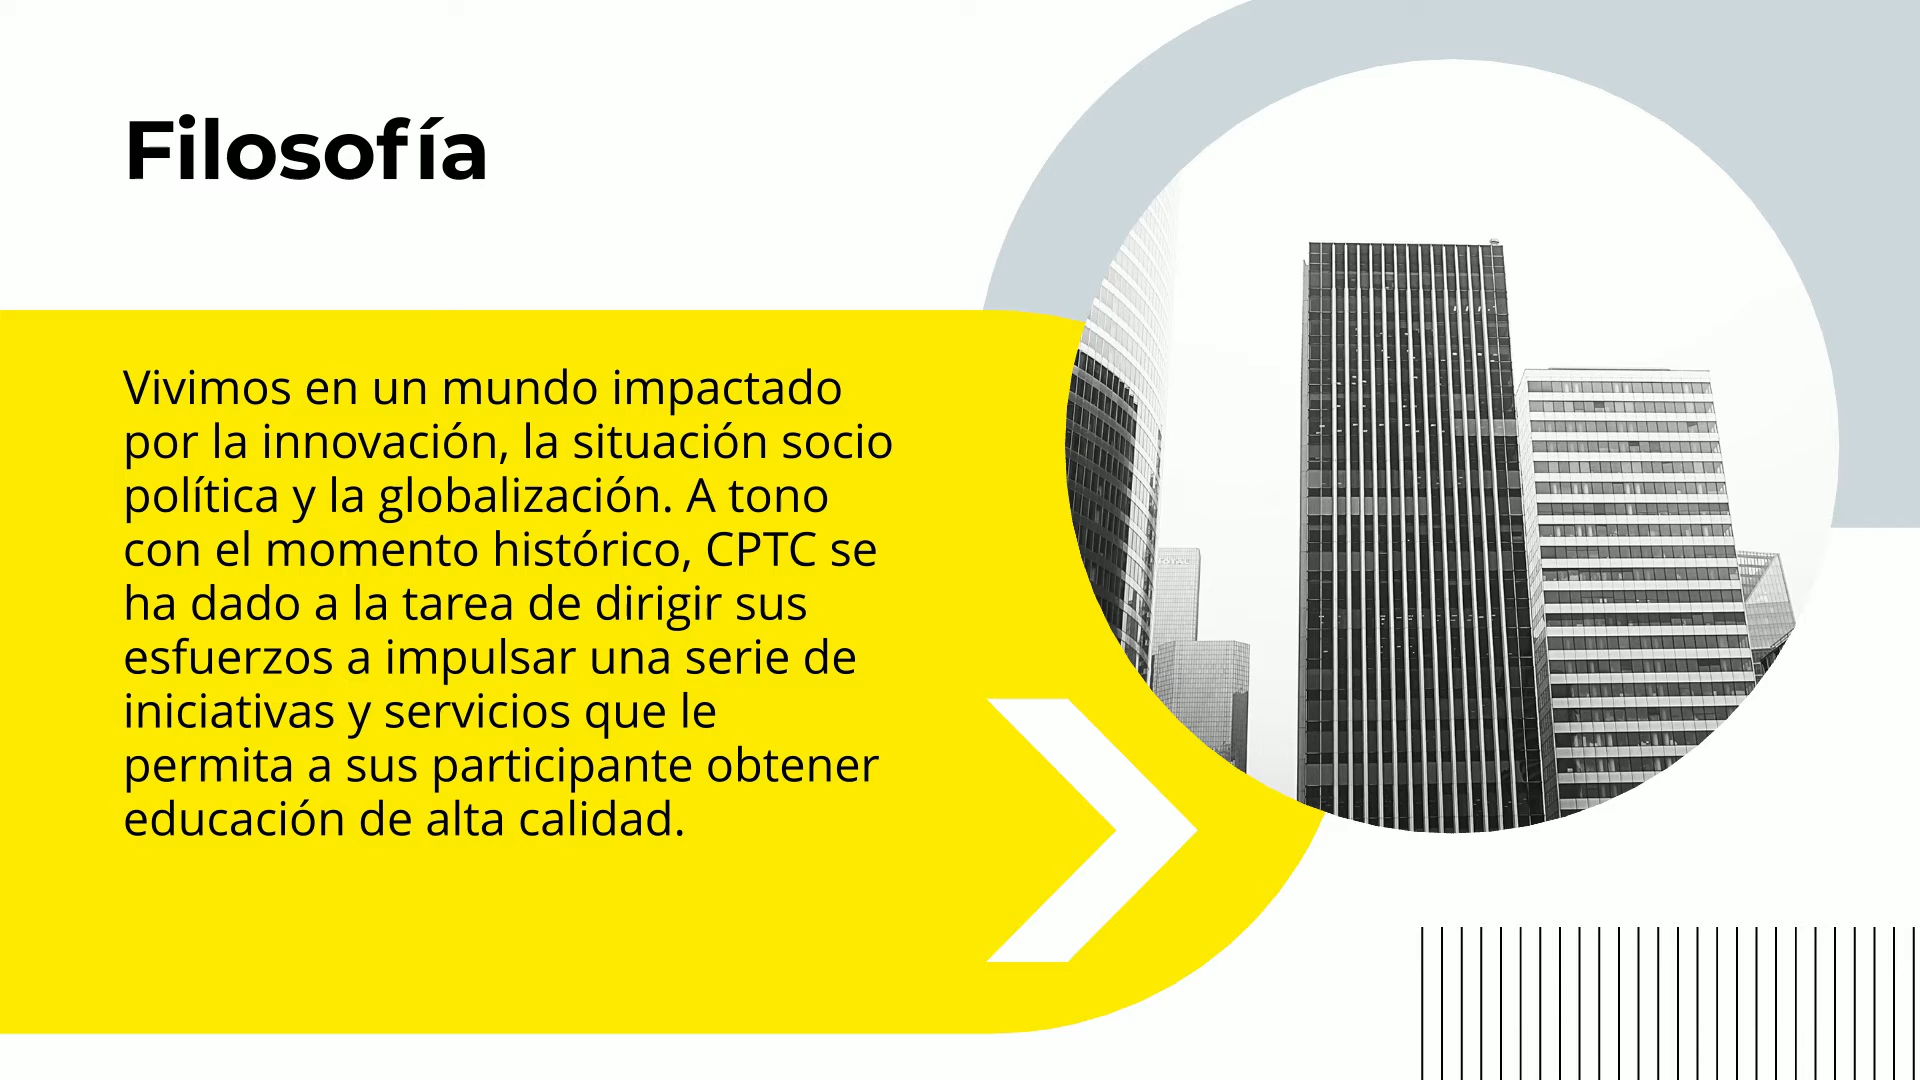 Filosofía
Vivimos en un mundo impactado
por la innovación, la situación socio
política y la globalización. A tono
con el momento histórico, CPTC se
ha dado a la tarea de dirigir sus
esfuerzos a impulsar una serie de
iniciativas y servicios que le
permita a sus participante obtener
educación de alta calidad.